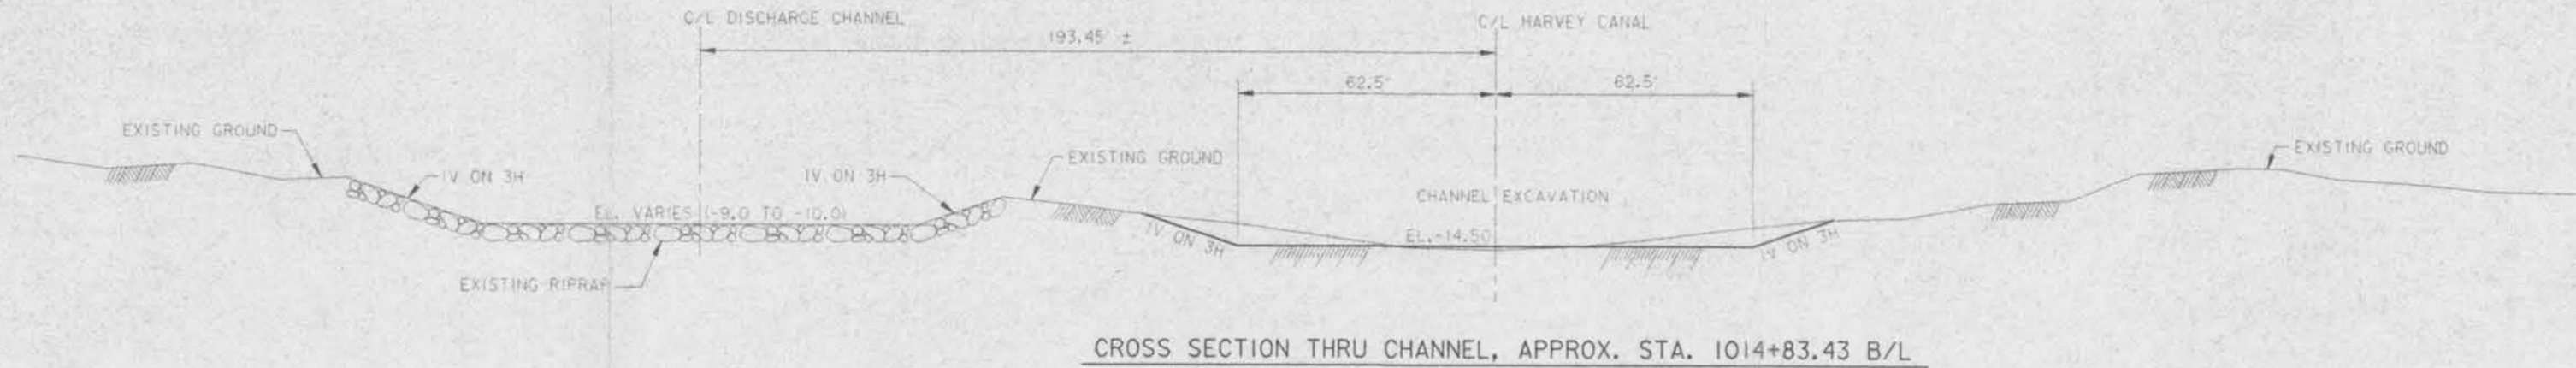 C/L DISCHARGE CHANNEL
C/L HARVEY CANAL
193.45' ±
62.5'
62.5'
EXISTING GROUND
EXISTING GROUND
EXISTING GROUND
1V ON 3H
1V ON 3H
CHANNEL EXCAVATION
EL. VARIES (-9.0 TO -10.0)
1V ON 3H
EL.-14.50
1V ON 3H
EXISTING RIPRAP
CROSS SECTION THRU CHANNEL, APPROX. STA. 1014+83.43 B/L